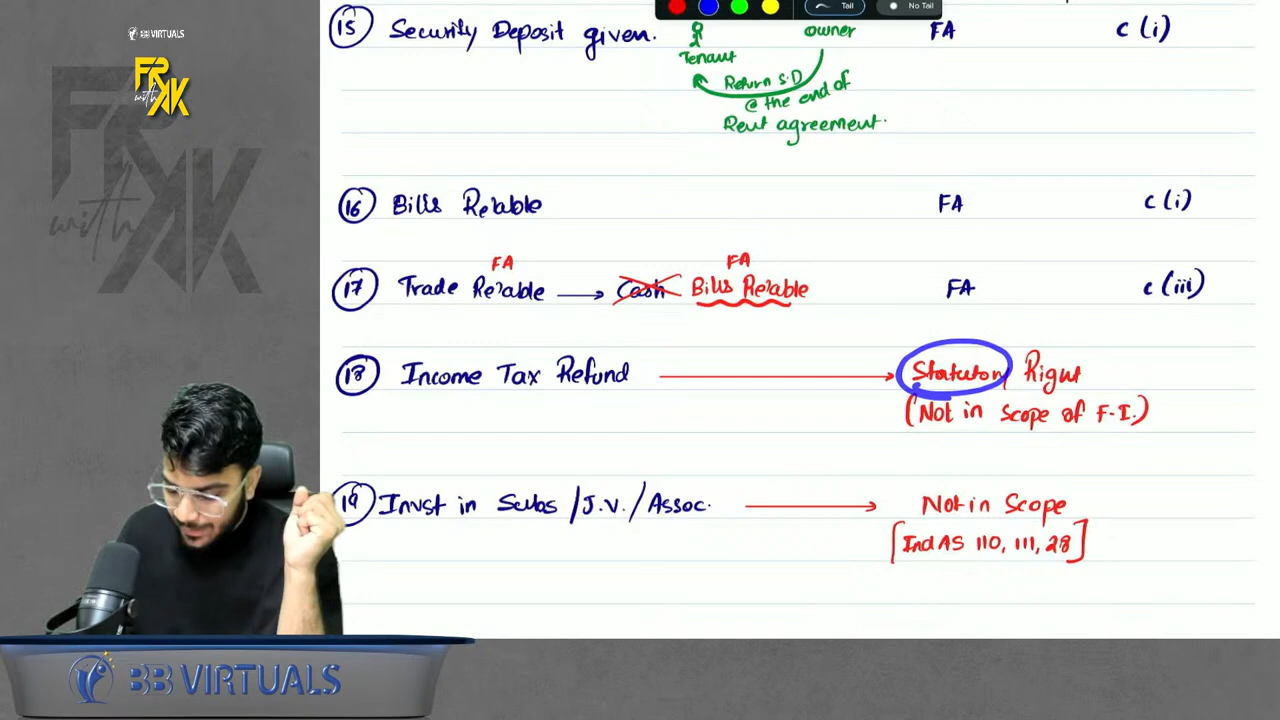 Tail
No Tail
BB VIRTUALS
FR
with
AK
FR
with
AK
15 Security Deposit given. owner FA c (i)
Tenant
Return S.D
@ the end of
Rent agreement.
16 Bills Re'able FA c (i)
FA FA
17 Trade Re'able → Cash Bills Re'able FA c (iii)
18 Income Tax Refund → Statutory Right
(Not in Scope of F.I.)
19 Invst in Subs / J.V. / Assoc. → Not in Scope
[Ind AS 110, 111, 28]
BB VIRTUALS